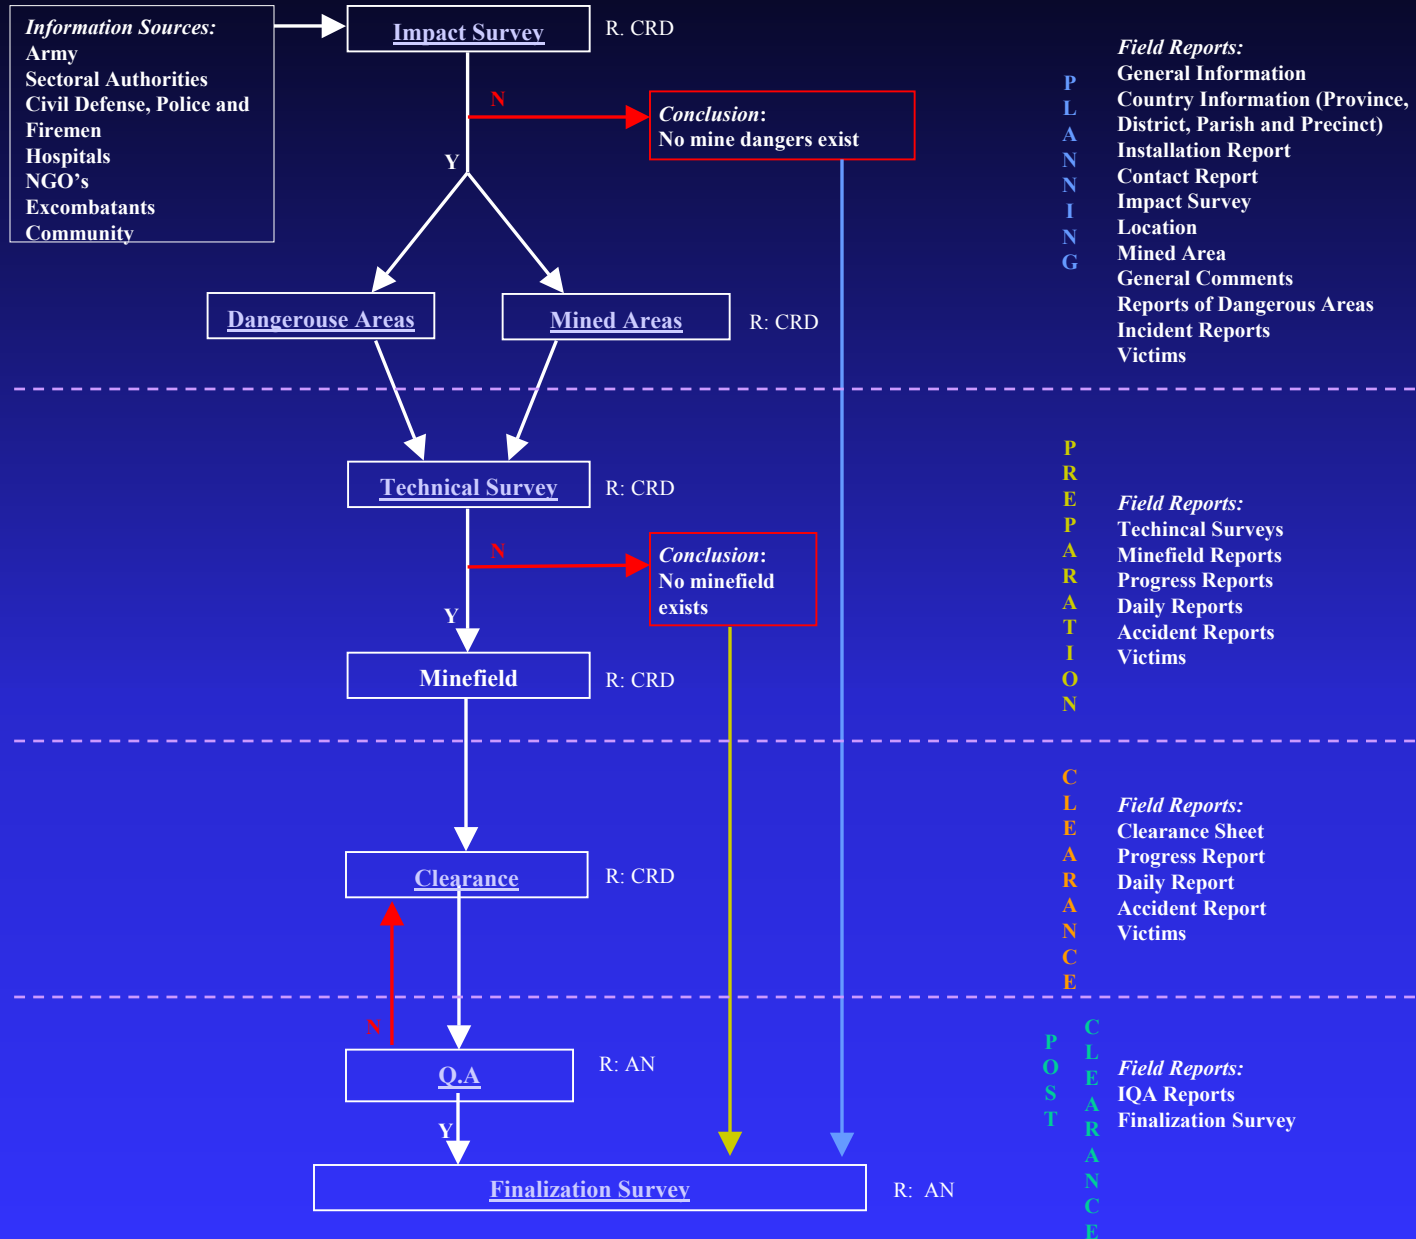 Information Sources:
Army
Sectoral Authorities
Civil Defense, Police and
Firemen
Hospitals
NGO's
Excombatants
Community
Impact Survey
R. CRD
N
Conclusion:
No mine dangers exist
Y
Dangerouse Areas
Mined Areas
R: CRD
PLANNING
Field Reports:
General Information
Country Information (Province,
District, Parish and Precinct)
Installation Report
Contact Report
Impact Survey
Location
Mined Area
General Comments
Reports of Dangerous Areas
Incident Reports
Victims
Technical Survey
R: CRD
N
Conclusion:
No minefield
exists
Y
Minefield
R: CRD
PREPARATION
Field Reports:
Techincal Surveys
Minefield Reports
Progress Reports
Daily Reports
Accident Reports
Victims
Clearance
R: CRD
CLEARANCE
Field Reports:
Clearance Sheet
Progress Report
Daily Report
Accident Report
Victims
N
Q.A
R: AN
Y
Finalization Survey
R: AN
POST
CLEARANCE
Field Reports:
IQA Reports
Finalization Survey